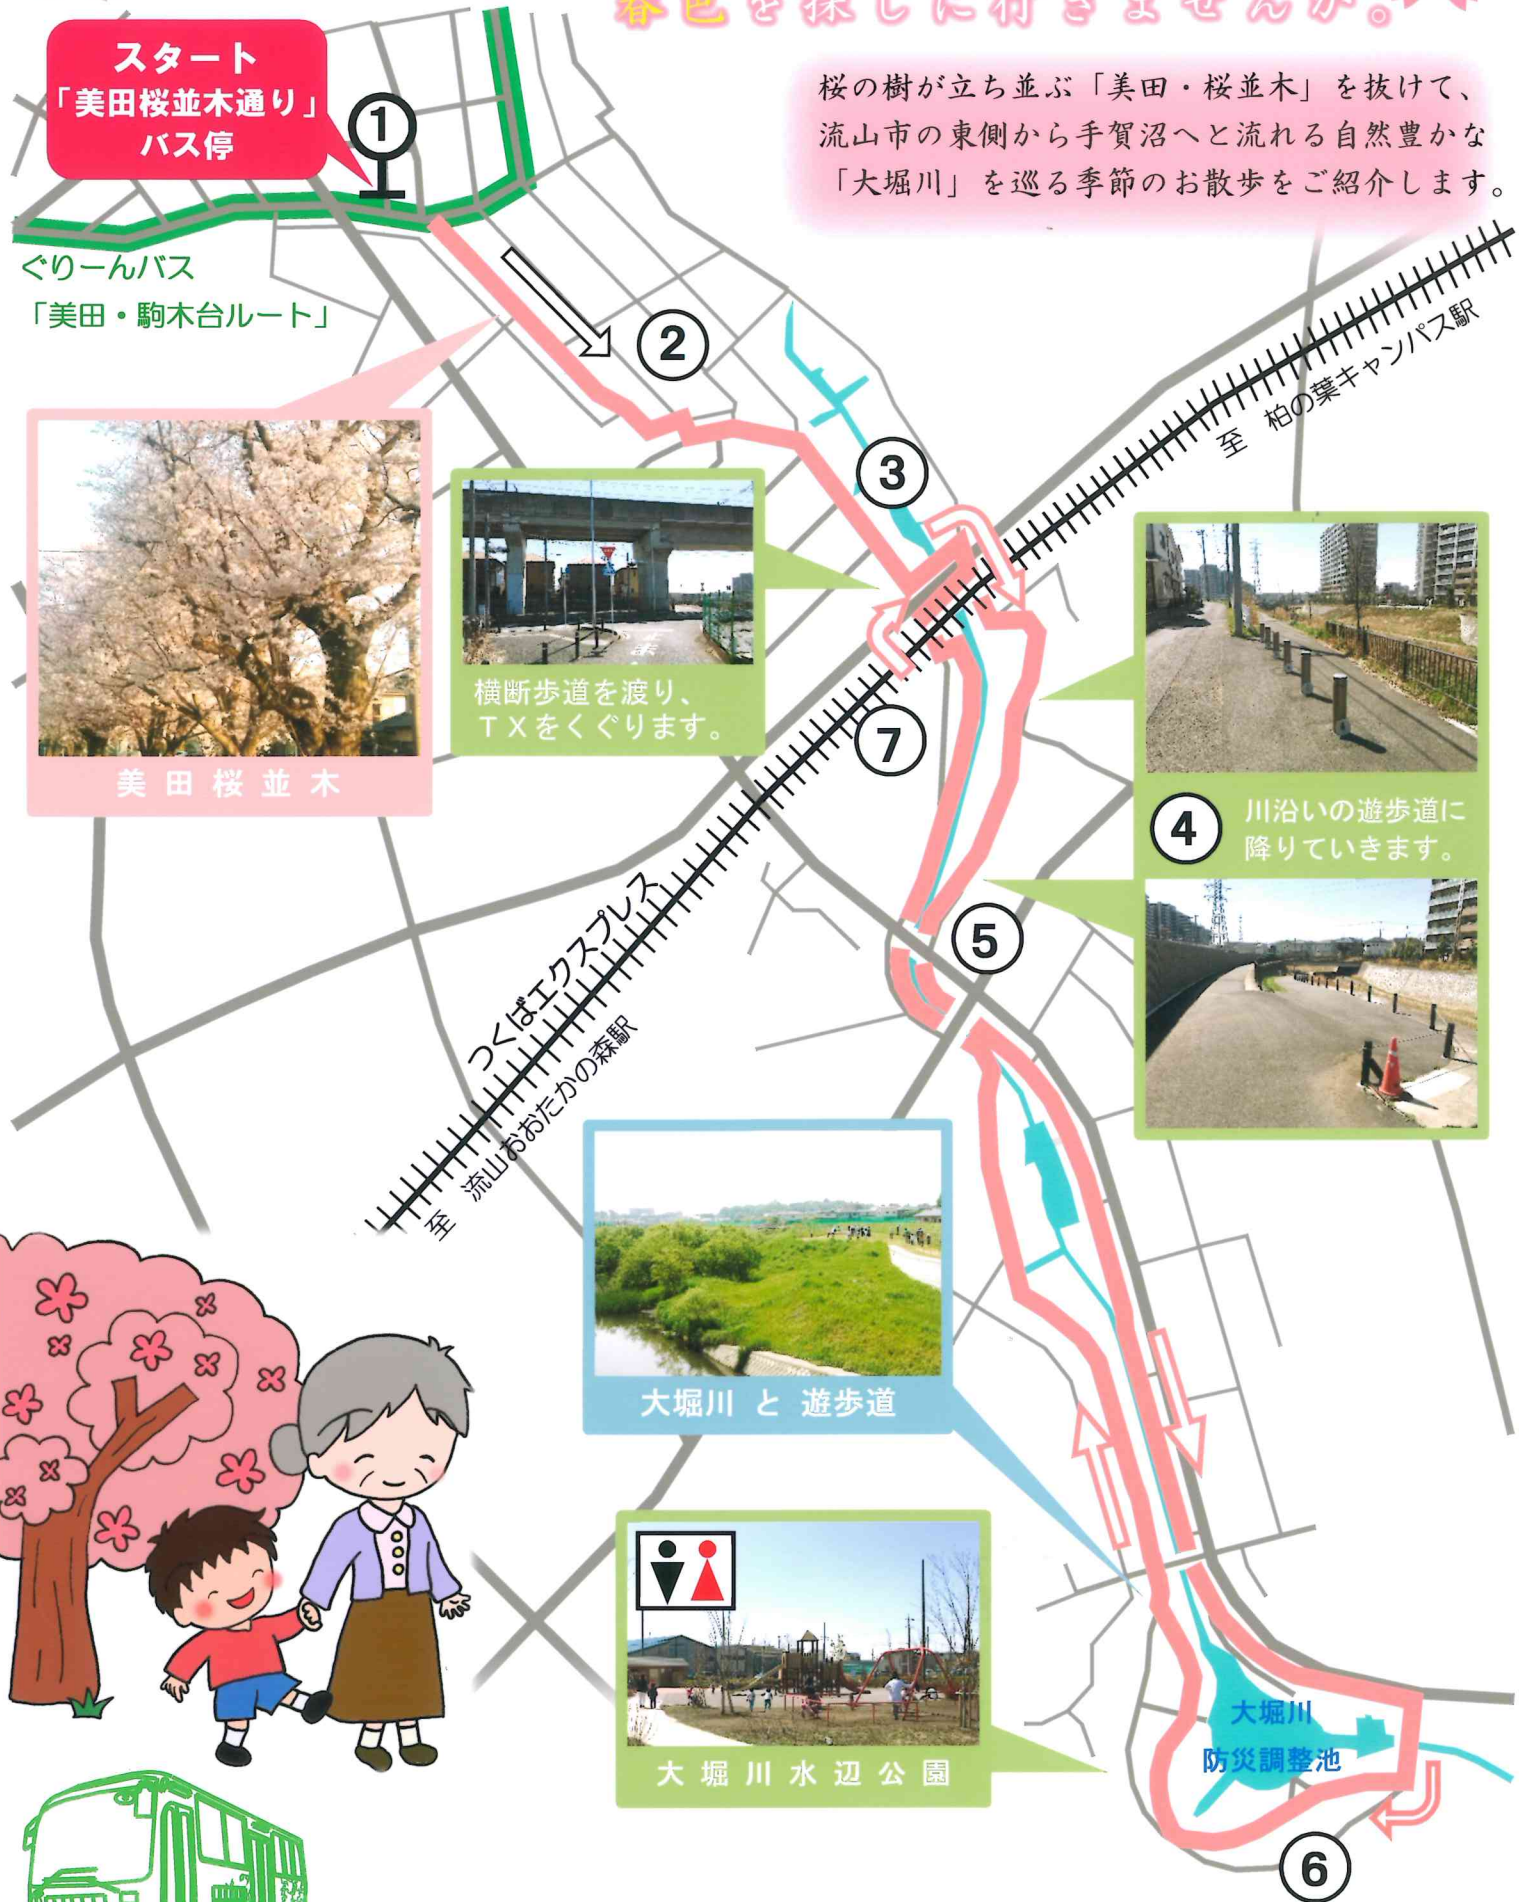 春色を探しに行きませんか。
スタート
「美田桜並木通り」
バス停
①
桜の樹が立ち並ぶ「美田・桜並木」を抜けて、
流山市の東側から手賀沼へと流れる自然豊かな
「大堀川」を巡る季節のお散歩をご紹介します。
ぐりーんバス
「美田・駒木台ルート」
②
至 柏の葉キャンパス駅
③
美田桜並木
横断歩道を渡り、
TXをくぐります。
⑦
④
川沿いの遊歩道に
降りていきます。
⑤
つくばエクスプレス
至 流山おおたかの森駅
大堀川 と 遊歩道
大堀川水辺公園
大堀川
防災調整池
⑥